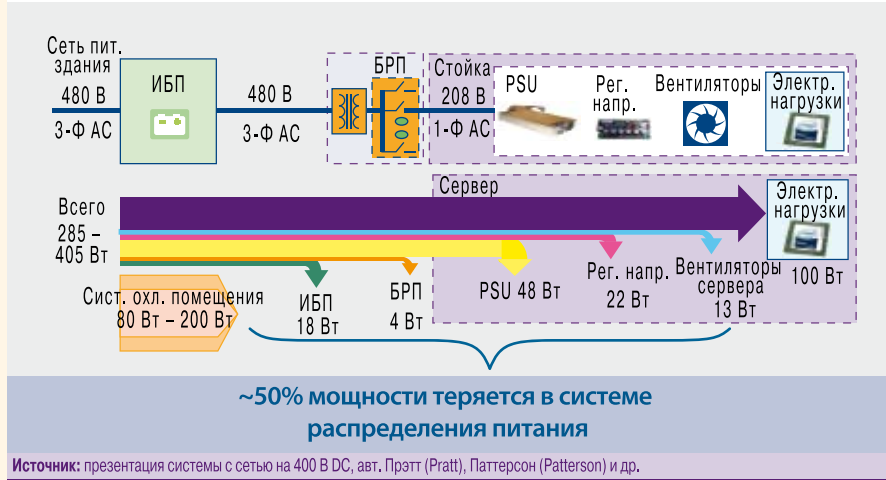 Сеть пит.
здания
480 В
3-Ф АС
ИБП
480 В
3-Ф АС
БРП
Стойка
208 В
1-Ф АС
PSU
Рег.
напр.
Вентиляторы
Электр.
нагрузки
Сервер
Всего
285 –
405 Вт
Электр.
нагрузки
100 Вт
Сист. охл. помещения
80 Вт – 200 Вт
ИБП
18 Вт
БРП
4 Вт
PSU 48 Вт
Рег. напр.
22 Вт
Вентиляторы
сервера
13 Вт
~50% мощности теряется в системе
распределения питания
Источник: презентация системы с сетью на 400 В DC, авт. Прэтт (Pratt), Паттерсон (Patterson) и др.